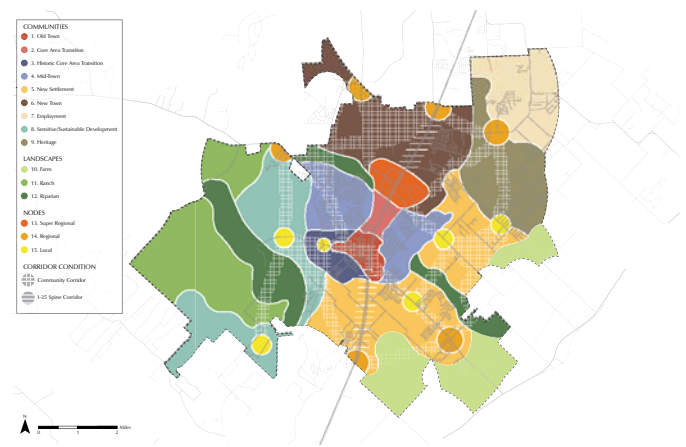 COMMUNITIES
1. Old Town
2. Core Area Transition
3. Historic Core Area Transition
4. Mid-Town
5. New Settlement
6. New Town
7. Employment
8. Sensitive/Sustainable Development
9. Heritage
LANDSCAPES
10. Farm
11. Ranch
12. Riparian
NODES
13. Super Regional
14. Regional
15. Local
CORRIDOR CONDITION
Community Corridor
I-35 Spine Corridor
N
Miles
0 1 2